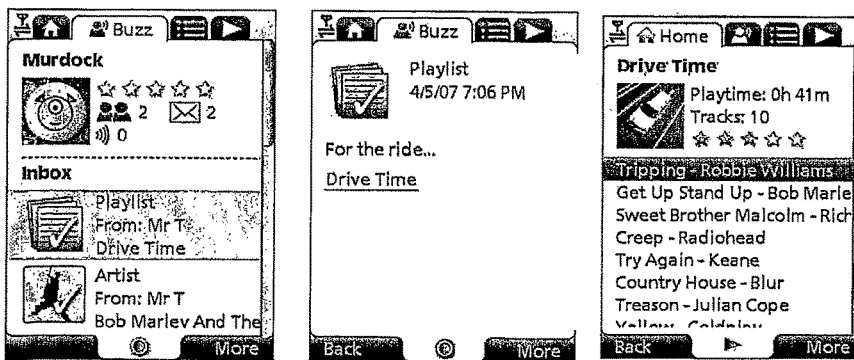 Buzz
Murdock
2
2
0
Inbox
Playlist
From: Mr T
Drive Time
Artist
From: Mr T
Bob Marley And The
More
Buzz
Playlist
4/5/07 7:06 PM
For the ride...
Drive Time
Back
More
Home
Drive Time
Playtime: 0h 41m
Tracks: 10
Tripping - Robbie Williams
Get Up Stand Up - Bob Marle
Sweet Brother Malcolm - Rich
Creep - Radiohead
Try Again - Keane
Country House - Blur
Treason - Julian Cope
Yellow - Coldplay
Back
More